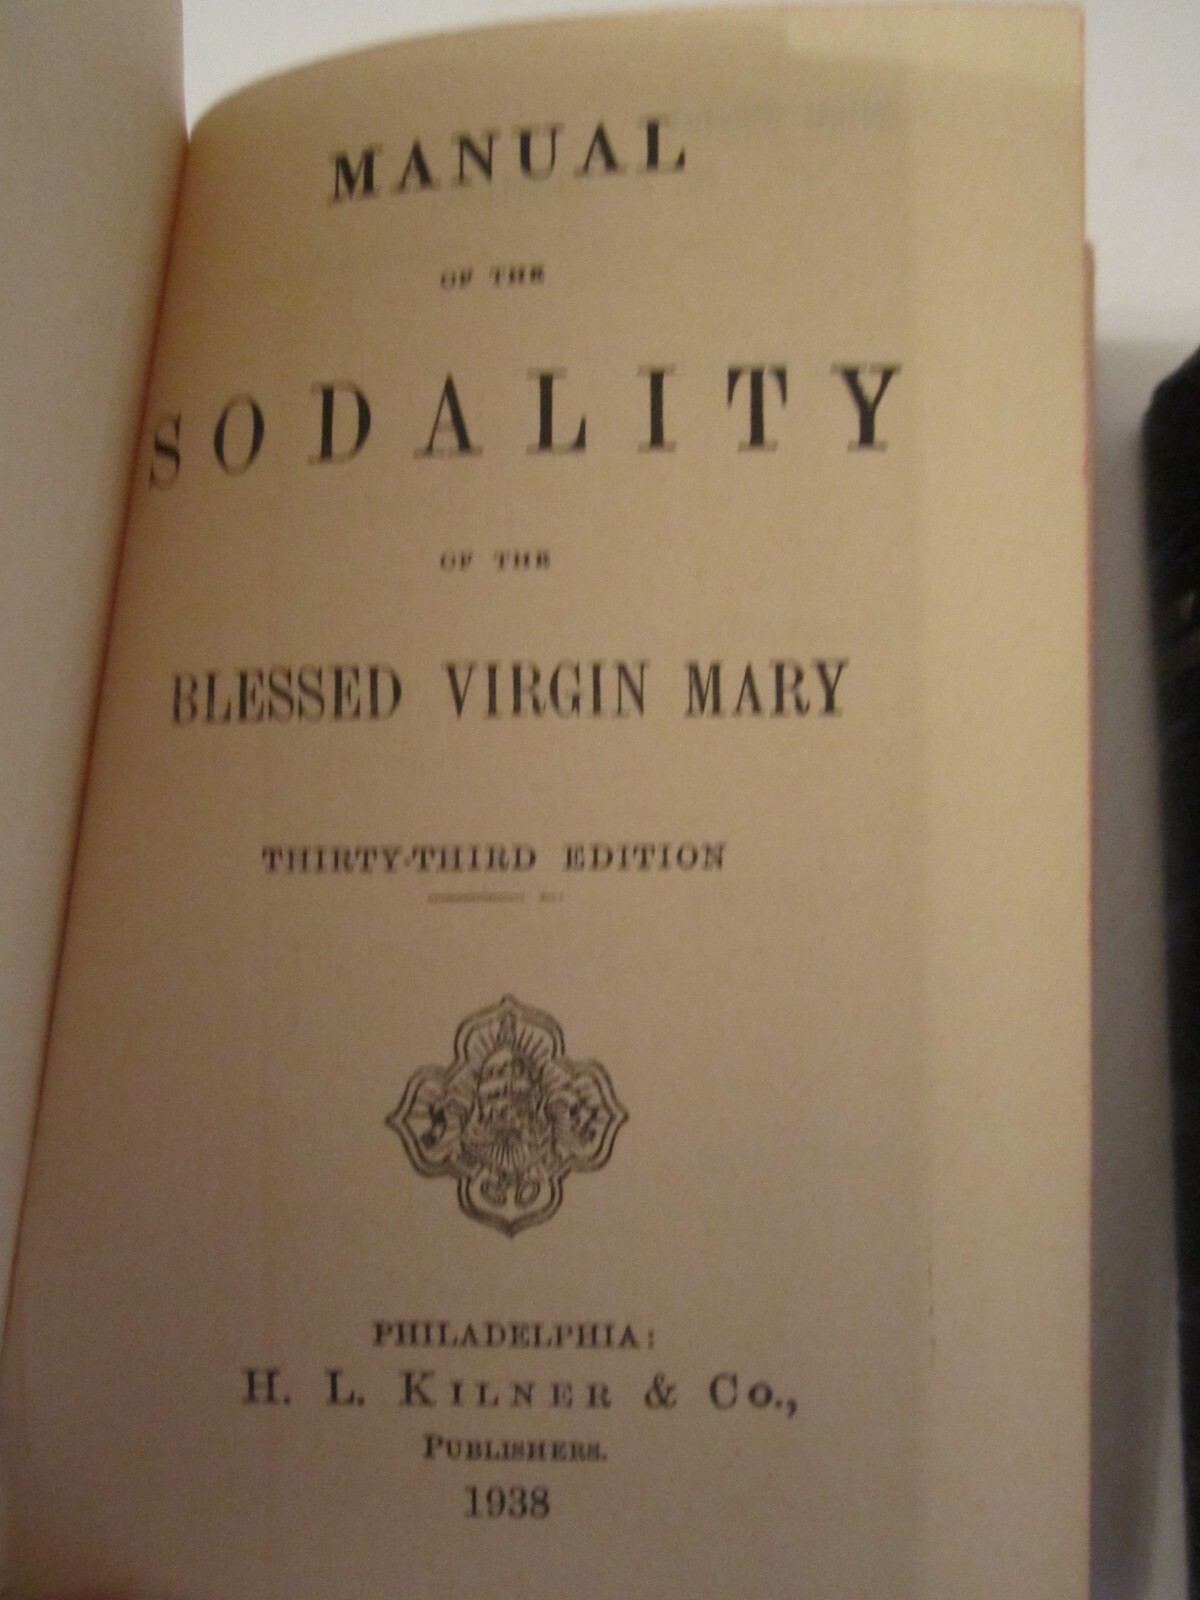 MANUAL
OF THE
SODALITY
OF THE
BLESSED VIRGIN MARY
THIRTY-THIRD EDITION
PHILADELPHIA:
H. L. KILNER & Co.,
PUBLISHERS.
1938